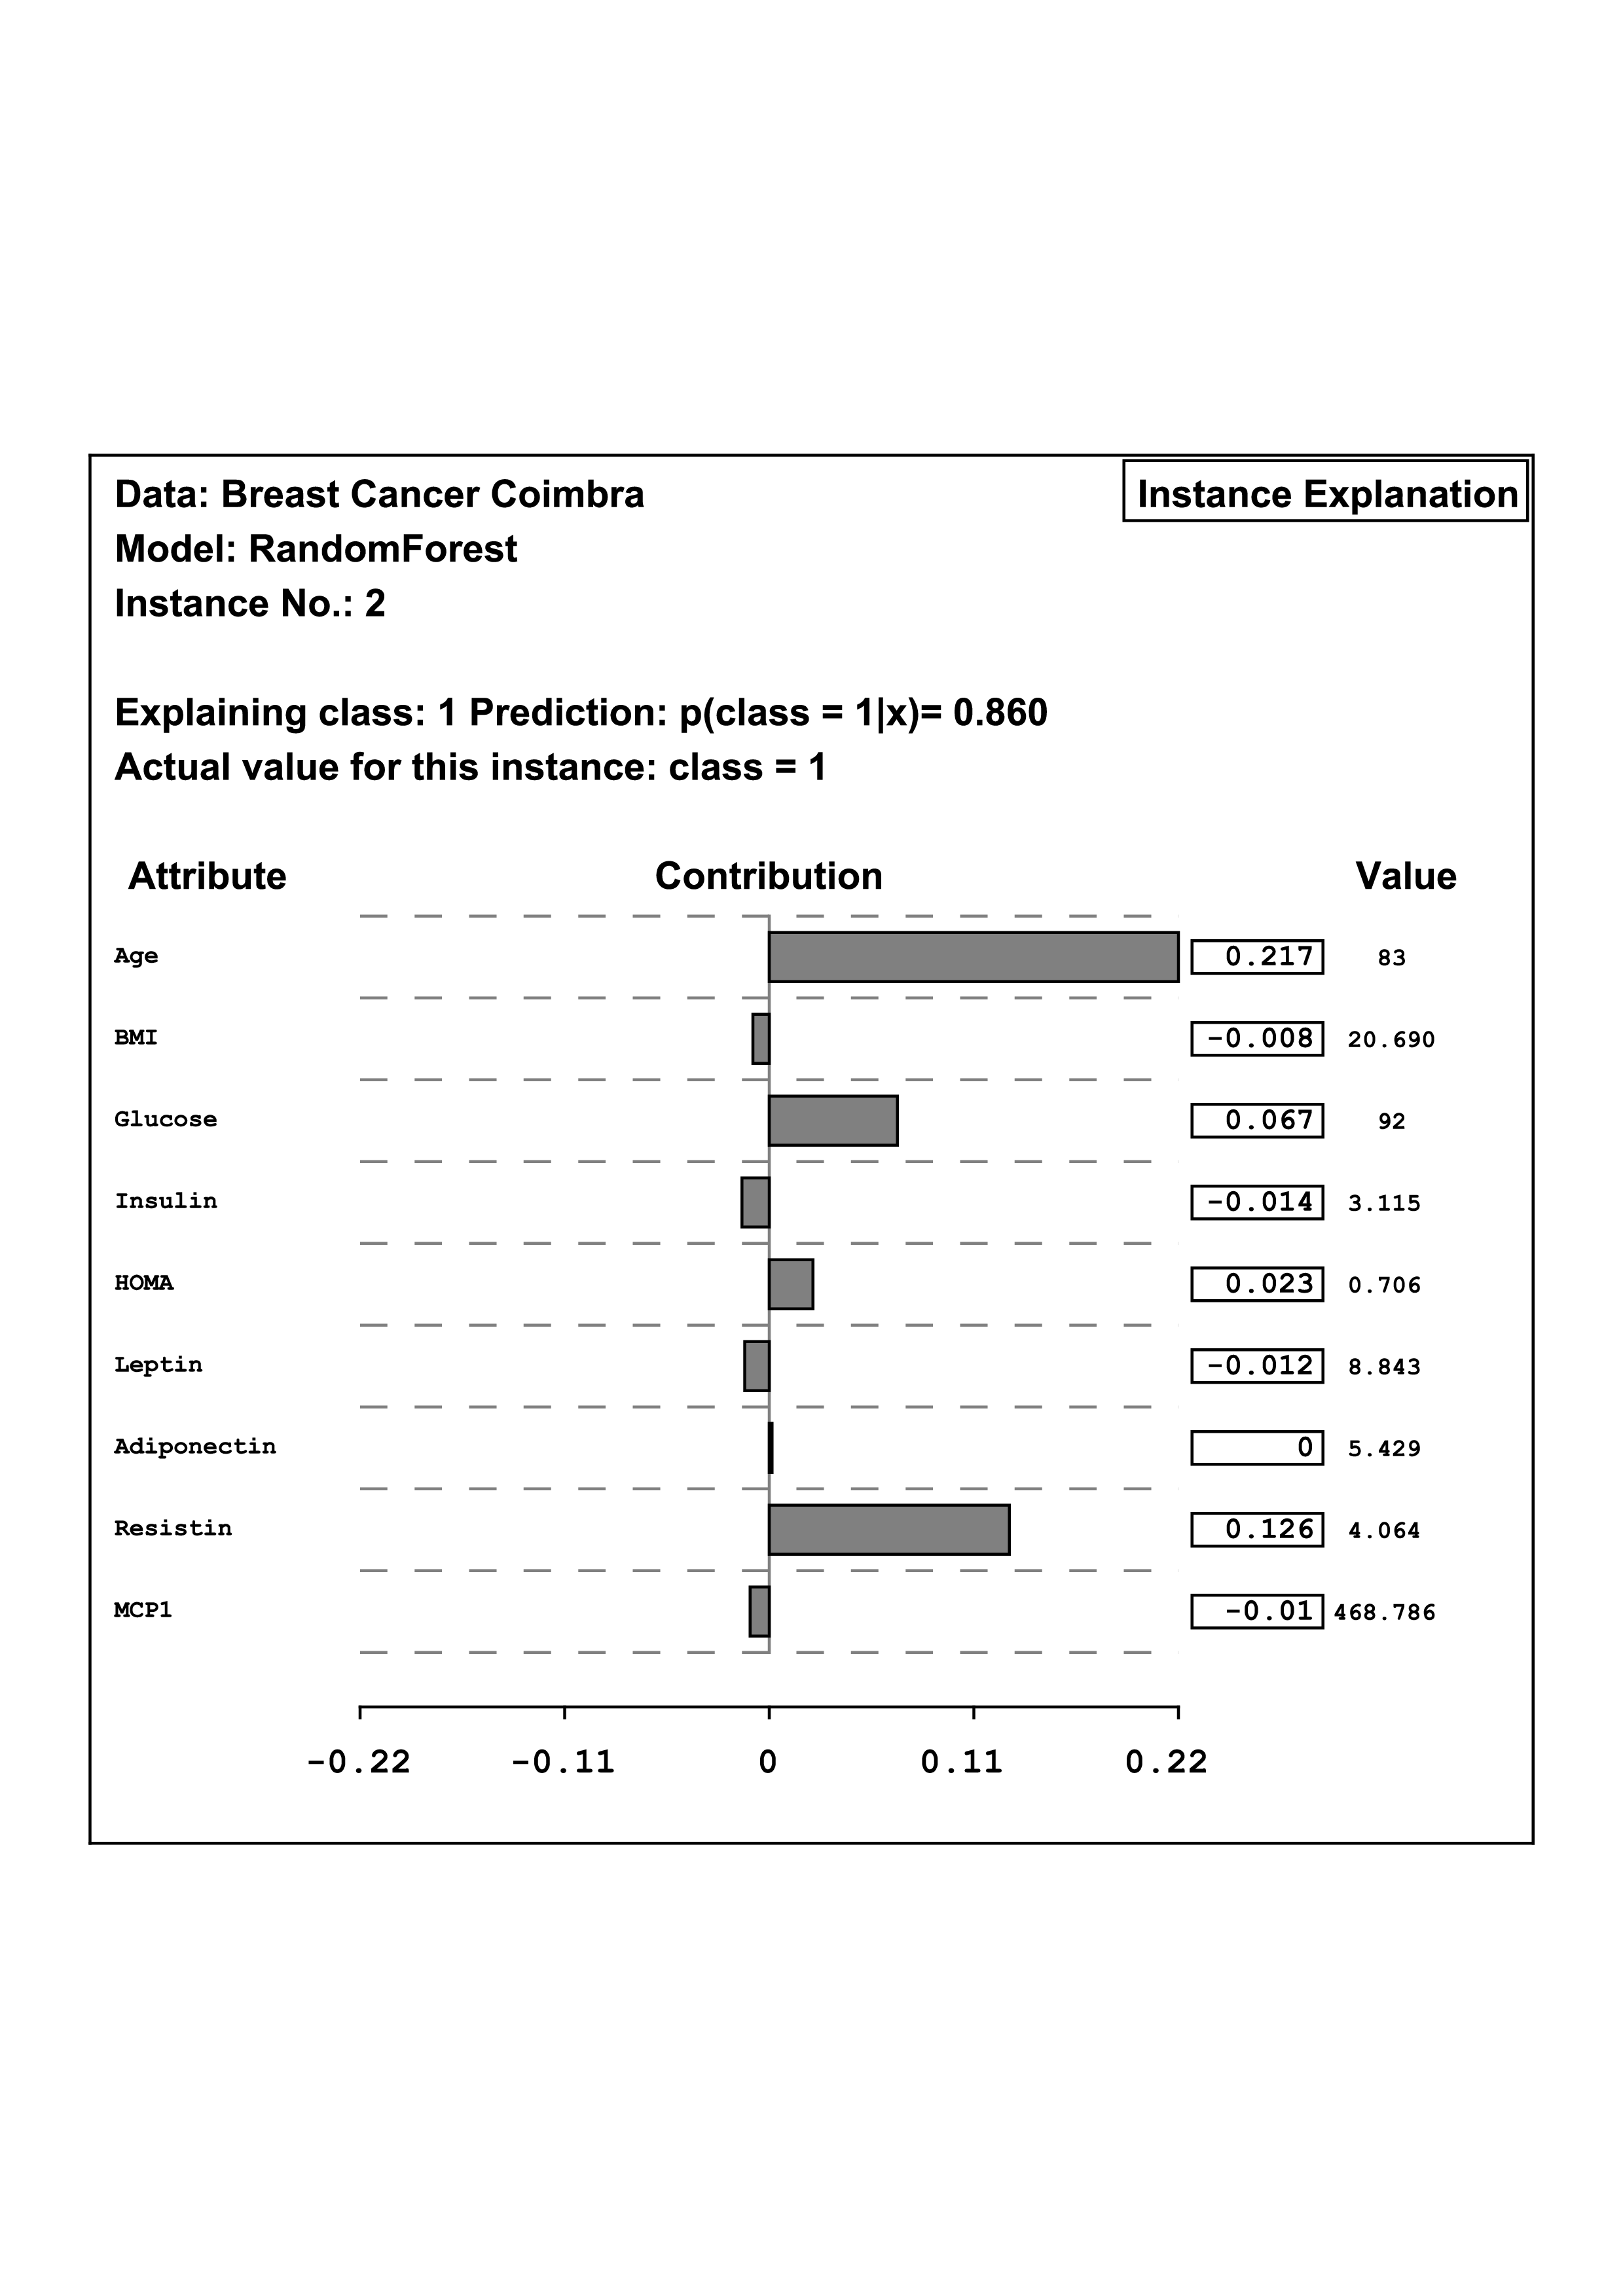 Data: Breast Cancer Coimbra
Instance Explanation
Model: RandomForest
Instance No.: 2
Explaining class: 1 Prediction: p(class = 1|x)= 0.860
Actual value for this instance: class = 1
Attribute Contribution Value
Age 0.217 83
BMI -0.008 20.690
Glucose 0.067 92
Insulin -0.014 3.115
HOMA 0.023 0.706
Leptin -0.012 8.843
Adiponectin 0 5.429
Resistin 0.126 4.064
MCP1 -0.01 468.786
-0.22 -0.11 0 0.11 0.22